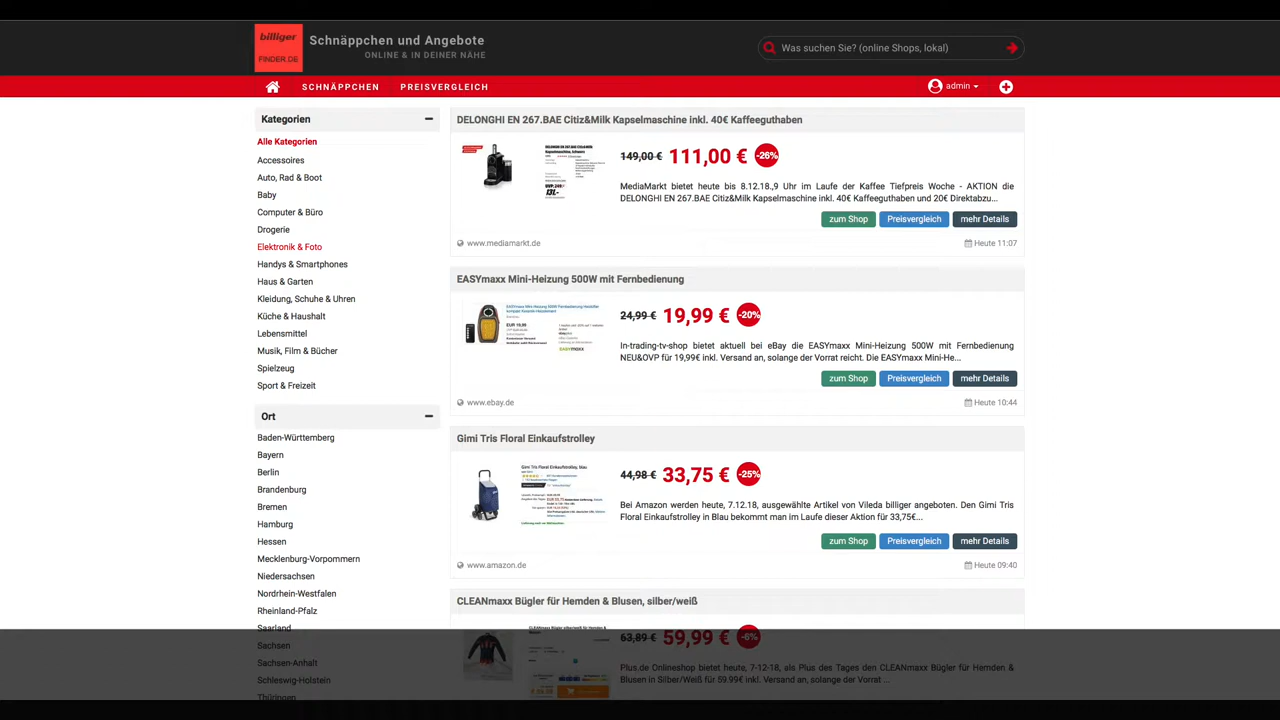 billiger
FINDER.DE
Schnäppchen und Angebote
ONLINE & IN DEINER NÄHE
Was suchen Sie? (online Shops, lokal)
SCHNÄPPCHEN
PREISVERGLEICH
admin
Kategorien
Alle Kategorien
Accessoires
Auto, Rad & Boot
Baby
Computer & Büro
Drogerie
Elektronik & Foto
Handys & Smartphones
Haus & Garten
Kleidung, Schuhe & Uhren
Küche & Haushalt
Lebensmittel
Musik, Film & Bücher
Spielzeug
Sport & Freizeit
Ort
Baden-Württemberg
Bayern
Berlin
Brandenburg
Bremen
Hamburg
Hessen
Mecklenburg-Vorpommern
Niedersachsen
Nordrhein-Westfalen
Rheinland-Pfalz
Saarland
Sachsen
Sachsen-Anhalt
Schleswig-Holstein
Thüringen
DELONGHI EN 267.BAE Citiz&Milk Kapselmaschine inkl. 40€ Kaffeeguthaben
149,00 € 111,00 € -26%
MediaMarkt bietet heute bis 8.12.18.,9 Uhr im Laufe der Kaffee Tiefpreis Woche - AKTION die
DELONGHI EN 267.BAE Citiz&Milk Kapselmaschine inkl. 40€ Kaffeeguthaben und 20€ Direktabzu...
zum Shop
Preisvergleich
mehr Details
www.mediamarkt.de
Heute 11:07
EASYmaxx Mini-Heizung 500W mit Fernbedienung
EUR 19,99
24,99 € 19,99 € -20%
In-trading-tv-shop bietet aktuell bei eBay die EASYmaxx Mini-Heizung 500W mit Fernbedienung
NEU&OVP für 19,99€ inkl. Versand an, solange der Vorrat reicht. Die EASYmaxx Mini-He...
zum Shop
Preisvergleich
mehr Details
www.ebay.de
Heute 10:44
Gimi Tris Floral Einkaufstrolley
Gimi Tris Floral Einkaufstrolley, blau
44,98 € 33,75 € -25%
Bei Amazon werden heute, 7.12.18, ausgewählte Artikel von Vileda billiger angeboten. Den Gimi Tris
Floral Einkaufstrolley in Blau bekommt man im Laufe dieser Aktion für 33,75€...
zum Shop
Preisvergleich
mehr Details
www.amazon.de
Heute 09:40
CLEANmaxx Bügler für Hemden & Blusen, silber/weiß
63,89 € 59,99 € -6%
Plus.de Onlineshop bietet heute, 7-12-18, als Plus des Tages den CLEANmaxx Bügler für Hemden &
Blusen in Silber/Weiß für 59.99€ inkl. Versand an, solange der Vorrat ...